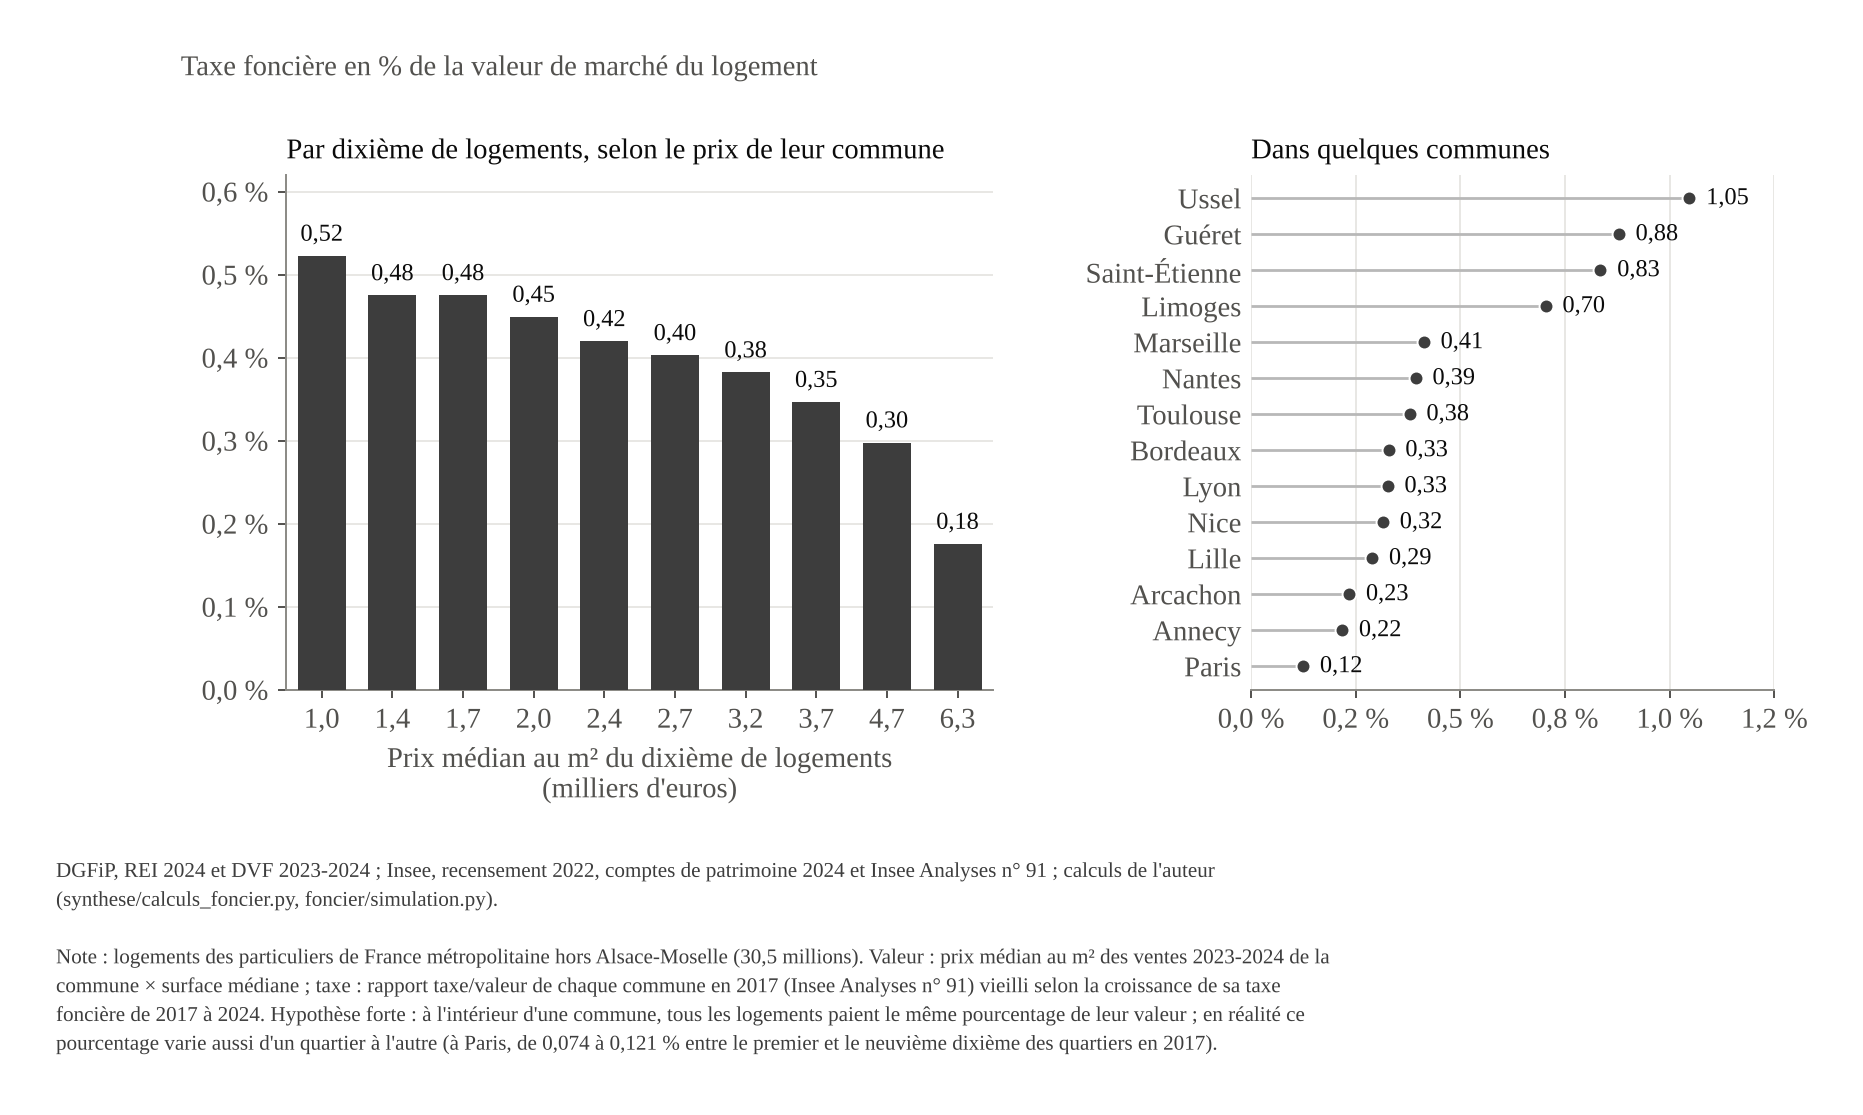 Taxe foncière en % de la valeur de marché du logement
Par dixième de logements, selon le prix de leur commune
0,6 %
0,5 %
0,4 %
0,3 %
0,2 %
0,1 %
0,0 %
0,52
0,48
0,48
0,45
0,42
0,40
0,38
0,35
0,30
0,18
1,0
1,4
1,7
2,0
2,4
2,7
3,2
3,7
4,7
6,3
Prix médian au m² du dixième de logements
(milliers d'euros)
Dans quelques communes
Ussel 1,05
Guéret 0,88
Saint-Étienne 0,83
Limoges 0,70
Marseille 0,41
Nantes 0,39
Toulouse 0,38
Bordeaux 0,33
Lyon 0,33
Nice 0,32
Lille 0,29
Arcachon 0,23
Annecy 0,22
Paris 0,12
0,0 %
0,2 %
0,5 %
0,8 %
1,0 %
1,2 %
DGFiP, REI 2024 et DVF 2023-2024 ; Insee, recensement 2022, comptes de patrimoine 2024 et Insee Analyses n° 91 ; calculs de l'auteur
(synthese/calculs_foncier.py, foncier/simulation.py).
Note : logements des particuliers de France métropolitaine hors Alsace-Moselle (30,5 millions). Valeur : prix médian au m² des ventes 2023-2024 de la
commune × surface médiane ; taxe : rapport taxe/valeur de chaque commune en 2017 (Insee Analyses n° 91) vieilli selon la croissance de sa taxe
foncière de 2017 à 2024. Hypothèse forte : à l'intérieur d'une commune, tous les logements paient le même pourcentage de leur valeur ; en réalité ce
pourcentage varie aussi d'un quartier à l'autre (à Paris, de 0,074 à 0,121 % entre le premier et le neuvième dixième des quartiers en 2017).